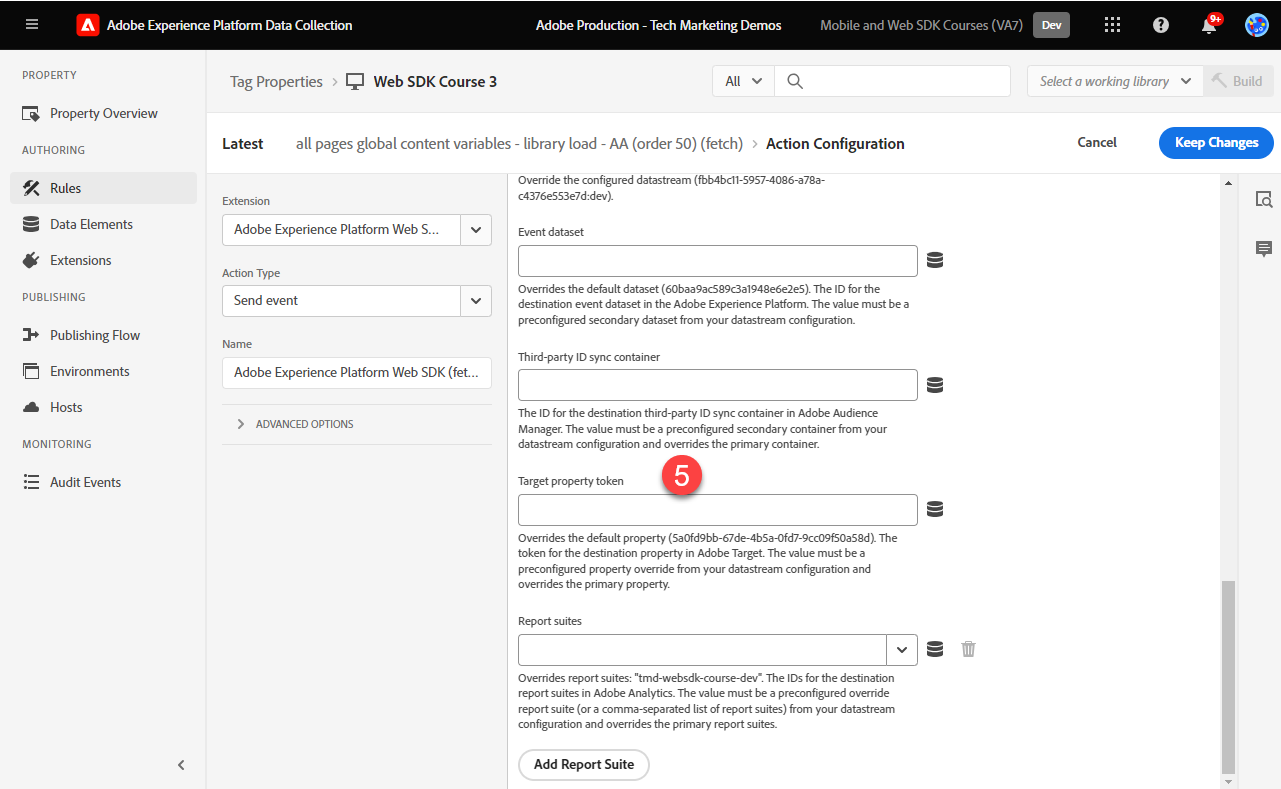 Adobe Experience Platform Data Collection
Adobe Production - Tech Marketing Demos
Mobile and Web SDK Courses (VA7)
Dev
9+
PROPERTY
Property Overview
AUTHORING
Rules
Data Elements
Extensions
PUBLISHING
Publishing Flow
Environments
Hosts
MONITORING
Audit Events
Tag Properties
Web SDK Course 3
All
Select a working library
Build
Latest
all pages global content variables - library load - AA (order 50) (fetch)
Action Configuration
Cancel
Keep Changes
Extension
Adobe Experience Platform Web S...
Action Type
Send event
Name
Adobe Experience Platform Web SDK (fet...
ADVANCED OPTIONS
Override the configured datastream (fbb4bc11-5957-4086-a78a-
c4376e553e7d:dev).
Event dataset
Overrides the default dataset (60baa9ac589c3a1948e6e2e5). The ID for the
destination event dataset in the Adobe Experience Platform. The value must be a
preconfigured secondary dataset from your datastream configuration.
Third-party ID sync container
The ID for the destination third-party ID sync container in Adobe Audience
Manager. The value must be a preconfigured secondary container from your
datastream configuration and overrides the primary container.
5
Target property token
Overrides the default property (5a0fd9bb-67de-4b5a-0fd7-9cc09f50a58d). The
token for the destination property in Adobe Target. The value must be a
preconfigured property override from your datastream configuration and
overrides the primary property.
Report suites
Overrides report suites: "tmd-websdk-course-dev". The IDs for the destination
report suites in Adobe Analytics. The value must be a preconfigured override
report suite (or a comma-separated list of report suites) from your datastream
configuration and overrides the primary report suites.
Add Report Suite